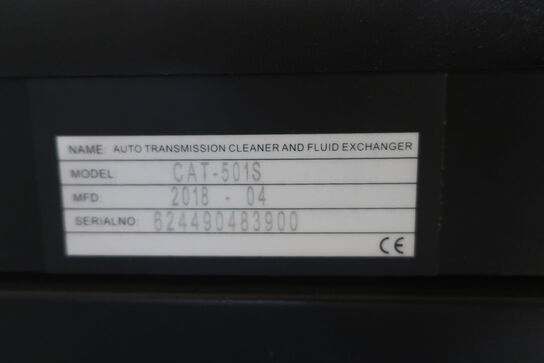 NAME: AUTO TRANSMISSION CLEANER AND FLUID EXCHANGER
MODEL: CAT-501S
MFD: 2018 - 04
SERIALNO: 624490483900
CE